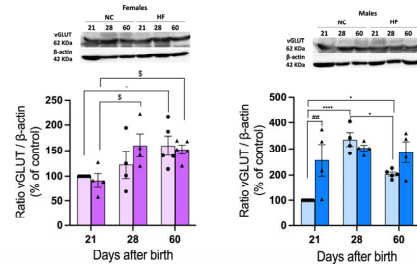 Females
NC HF
21 28 60 21 28 60
vGLUT
62 KDa
β-actin
42 KDa
$
*
$
Ratio vGLUT / β-actin
(% of control)
250
200
150
100
50
0
21 28 60
Days after birth
Males
NC HF
21 28 60 21 28 60
vGLUT
62 KDa
β-actin
42 KDa
*
****
*
##
Ratio vGLUT / β-actin
(% of control)
500
400
300
200
100
0
21 28 60
Days after birth